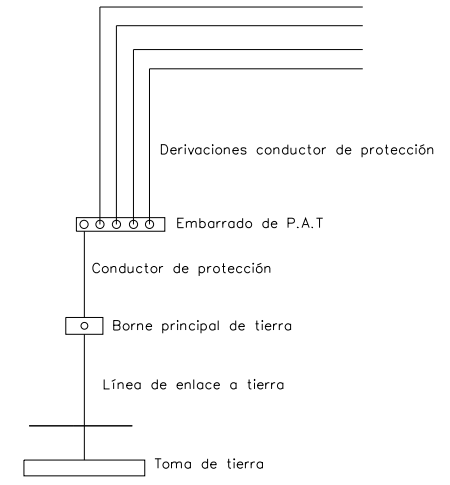 Derivaciones conductor de protección
Embarrado de P.A.T
Conductor de protección
Borne principal de tierra
Línea de enlace a tierra
Toma de tierra